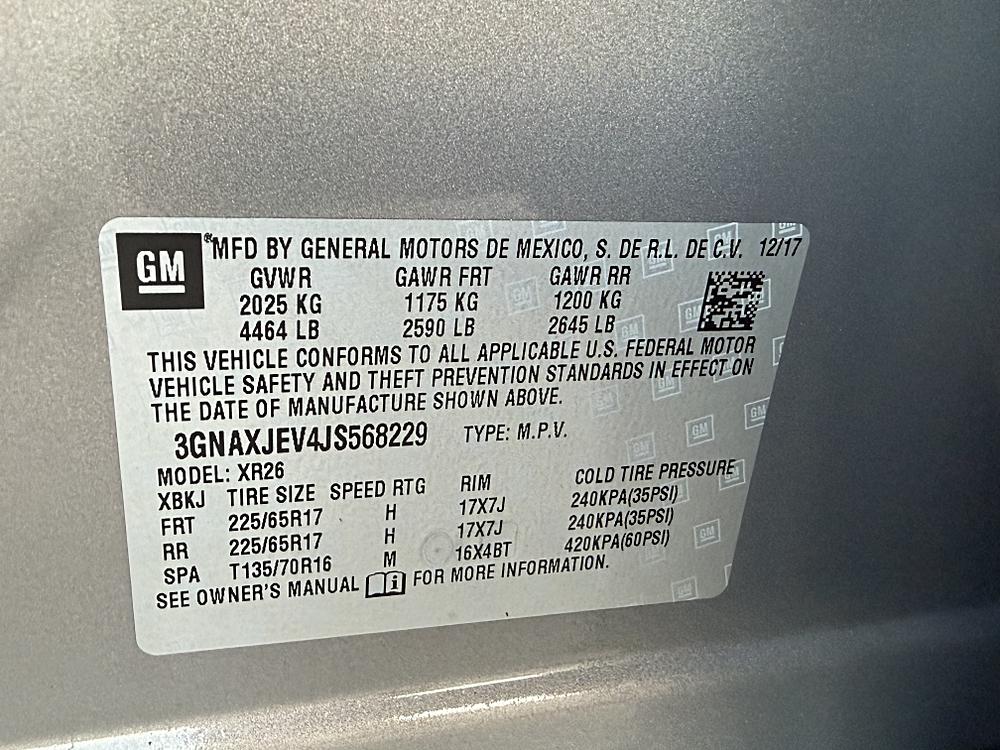 GM
®MFD BY GENERAL MOTORS DE MEXICO, S. DE R.L. DE C.V. 12/17
GVWR GAWR FRT GAWR RR
2025 KG 1175 KG 1200 KG
4464 LB 2590 LB 2645 LB
THIS VEHICLE CONFORMS TO ALL APPLICABLE U.S. FEDERAL MOTOR
VEHICLE SAFETY AND THEFT PREVENTION STANDARDS IN EFFECT ON
THE DATE OF MANUFACTURE SHOWN ABOVE.
3GNAXJEV4JS568229 TYPE: M.P.V.
MODEL: XR26
XBKJ TIRE SIZE SPEED RTG RIM COLD TIRE PRESSURE
FRT 225/65R17 H 17X7J 240KPA(35PSI)
RR 225/65R17 H 17X7J 240KPA(35PSI)
SPA T135/70R16 M 16X4BT 420KPA(60PSI)
SEE OWNER'S MANUAL i FOR MORE INFORMATION.